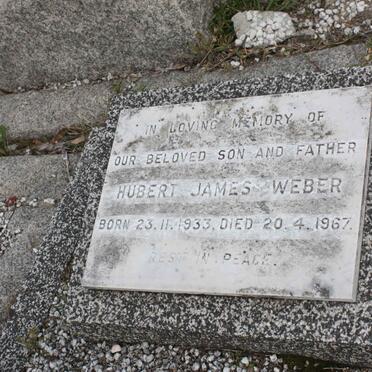 IN LOVING MEMORY OF
OUR BELOVED SON AND FATHER
HUBERT JAMES WEBER
BORN 23.11.1933, DIED 20.4.1967.
REST IN PEACE.